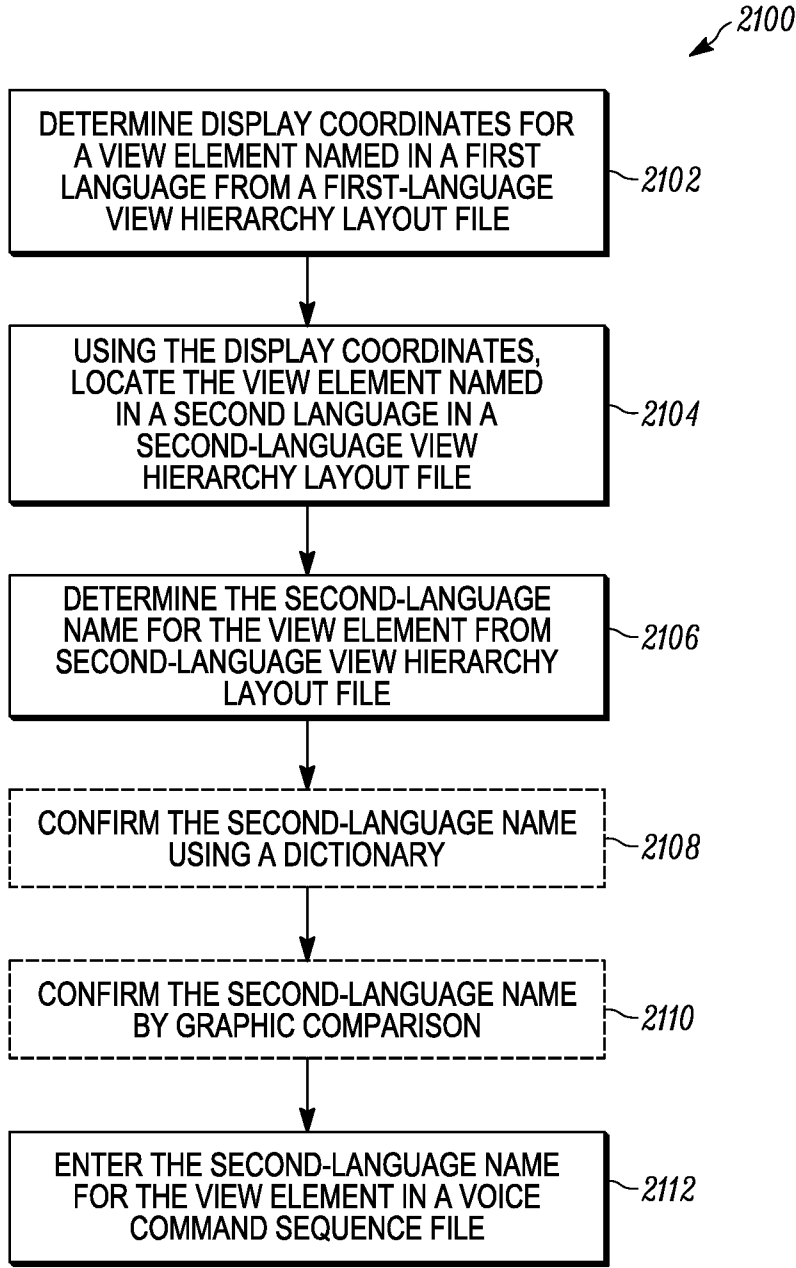 2100
DETERMINE DISPLAY COORDINATES FOR
A VIEW ELEMENT NAMED IN A FIRST
LANGUAGE FROM A FIRST-LANGUAGE
VIEW HIERARCHY LAYOUT FILE
2102
USING THE DISPLAY COORDINATES,
LOCATE THE VIEW ELEMENT NAMED
IN A SECOND LANGUAGE IN A
SECOND-LANGUAGE VIEW
HIERARCHY LAYOUT FILE
2104
DETERMINE THE SECOND-LANGUAGE
NAME FOR THE VIEW ELEMENT FROM
SECOND-LANGUAGE VIEW HIERARCHY
LAYOUT FILE
2106
CONFIRM THE SECOND-LANGUAGE NAME
USING A DICTIONARY
2108
CONFIRM THE SECOND-LANGUAGE NAME
BY GRAPHIC COMPARISON
2110
ENTER THE SECOND-LANGUAGE NAME
FOR THE VIEW ELEMENT IN A VOICE
COMMAND SEQUENCE FILE
2112